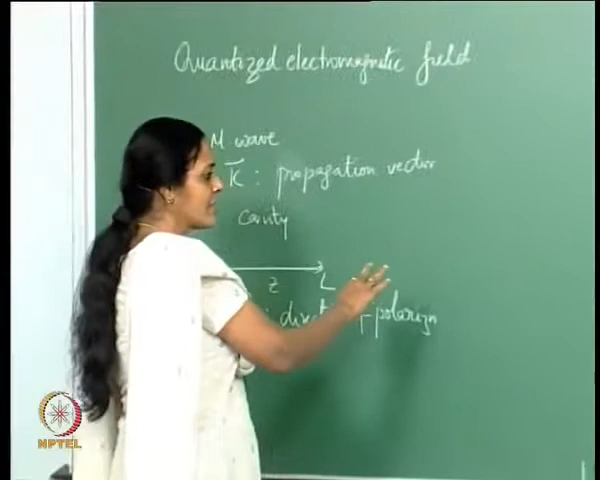 Quantized electromagnetic field
M wave
K : propagation vector
cavity
z L
: polarizn
NPTEL